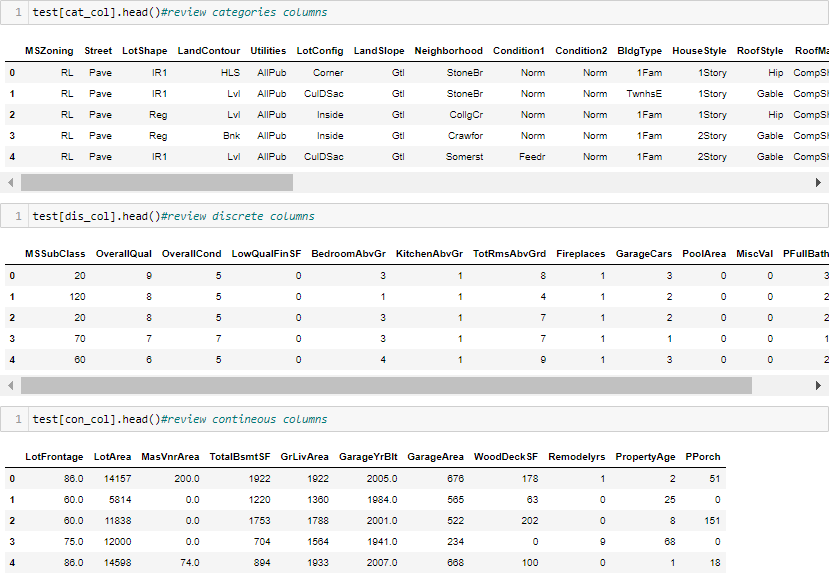 1 test[cat_col].head()#review categories columns
MSZoning Street LotShape LandContour Utilities LotConfig LandSlope Neighborhood Condition1 Condition2 BldgType HouseStyle RoofStyle RoofMa
0 RL Pave IR1 HLS AllPub Corner Gtl StoneBr Norm Norm 1Fam 1Story Hip CompSh
1 RL Pave IR1 Lvl AllPub CulDSac Gtl StoneBr Norm Norm TwnhsE 1Story Gable CompSh
2 RL Pave Reg Lvl AllPub Inside Gtl CollgCr Norm Norm 1Fam 1Story Hip CompSh
3 RL Pave Reg Bnk AllPub Inside Gtl Crawfor Norm Norm 1Fam 2Story Gable CompSh
4 RL Pave IR1 Lvl AllPub CulDSac Gtl Somerst Feedr Norm 1Fam 2Story Gable CompSh
1 test[dis_col].head()#review discrete columns
MSSubClass OverallQual OverallCond LowQualFinSF BedroomAbvGr KitchenAbvGr TotRmsAbvGrd Fireplaces GarageCars PoolArea MiscVal PFullBath
0 20 9 5 0 3 1 8 1 3 0 0 3
1 120 8 5 0 1 1 4 1 2 0 0 2
2 20 8 5 0 3 1 7 1 2 0 0 2
3 70 7 7 0 3 1 7 1 1 0 0 1
4 60 6 5 0 4 1 9 1 3 0 0 2
1 test[con_col].head()#review contineous columns
LotFrontage LotArea MasVnrArea TotalBsmtSF GrLivArea GarageYrBlt GarageArea WoodDeckSF Remodelyrs PropertyAge PPorch
0 86.0 14157 200.0 1922 1922 2005.0 676 178 1 2 51
1 60.0 5814 0.0 1220 1360 1984.0 565 63 0 25 0
2 60.0 11838 0.0 1753 1788 2001.0 522 202 0 8 151
3 75.0 12000 0.0 704 1564 1941.0 234 0 9 68 0
4 86.0 14598 74.0 894 1933 2007.0 668 100 0 1 18